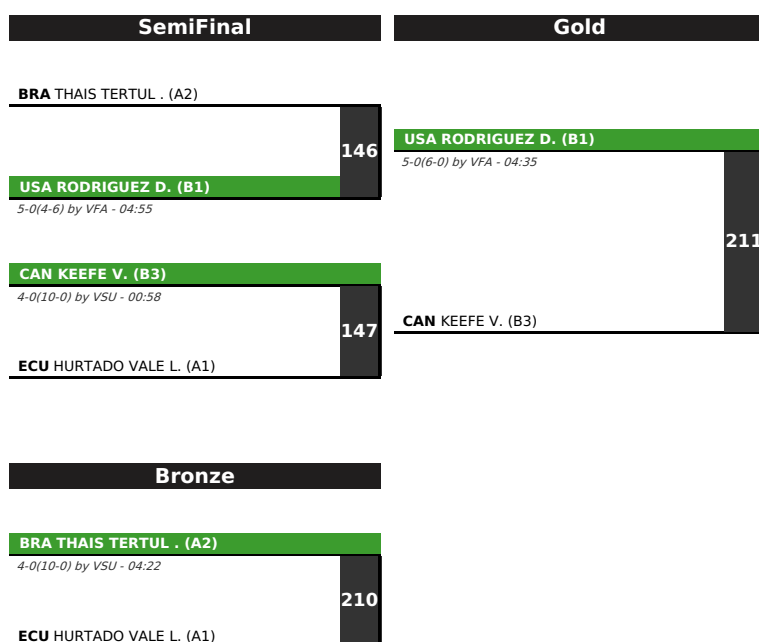 SemiFinal
BRA THAIS TERTUL . (A2)
146
USA RODRIGUEZ D. (B1)
5-0(4-6) by VFA - 04:55
CAN KEEFE V. (B3)
4-0(10-0) by VSU - 00:58
147
ECU HURTADO VALE L. (A1)
Gold
USA RODRIGUEZ D. (B1)
5-0(6-0) by VFA - 04:35
211
CAN KEEFE V. (B3)
Bronze
BRA THAIS TERTUL . (A2)
4-0(10-0) by VSU - 04:22
210
ECU HURTADO VALE L. (A1)